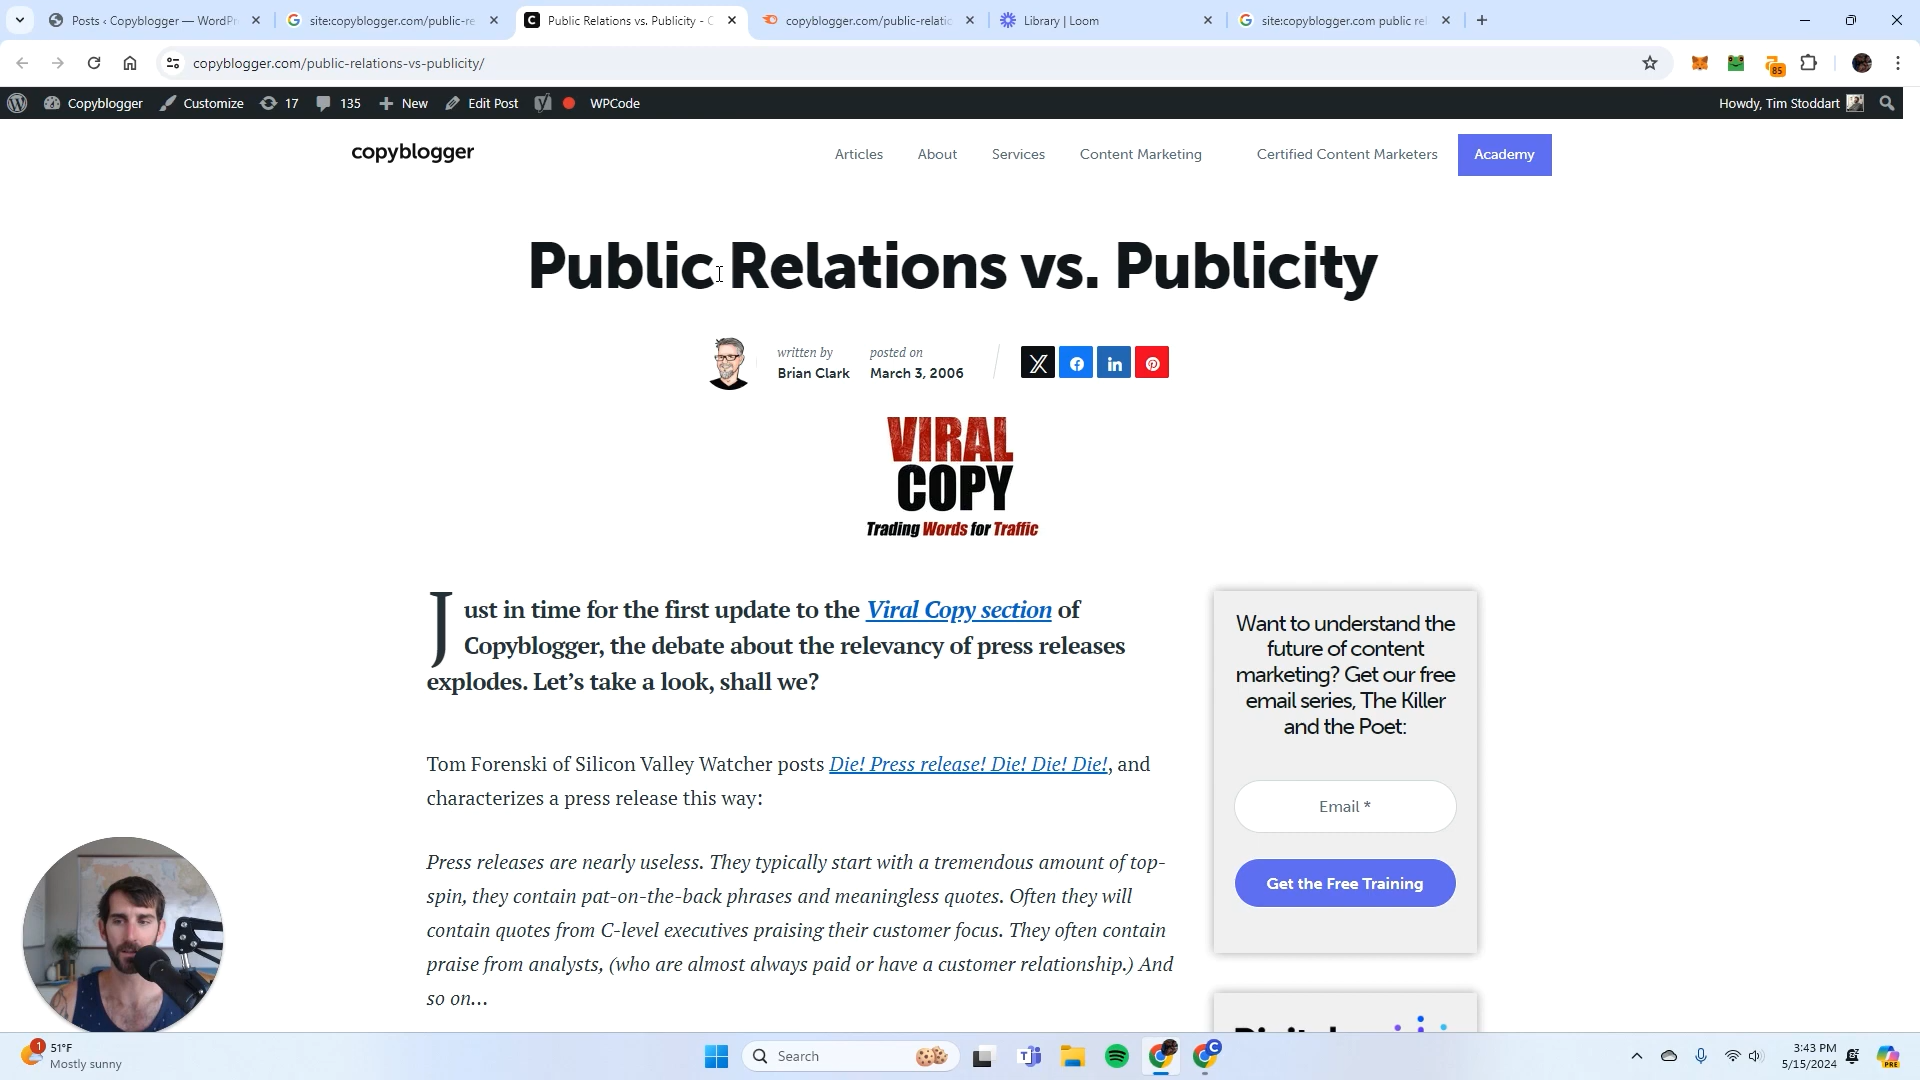 Posts ‹ Copyblogger — WordPr
site:copyblogger.com/public-re
Public Relations vs. Publicity - C
copyblogger.com/public-relatio
Library | Loom
site:copyblogger.com public rel
copyblogger.com/public-relations-vs-publicity/
85
Copyblogger
Customize
17
135
New
Edit Post
WPCode
Howdy, Tim Stoddart
copyblogger
Articles
About
Services
Content Marketing
Certified Content Marketers
Academy
Public Relations vs. Publicity
written by
Brian Clark
posted on
March 3, 2006
VIRAL
COPY
Trading Words for Traffic
Just in time for the first update to the Viral Copy section of
Copyblogger, the debate about the relevancy of press releases
explodes. Let’s take a look, shall we?
Tom Forenski of Silicon Valley Watcher posts Die! Press release! Die! Die! Die!, and
characterizes a press release this way:
Press releases are nearly useless. They typically start with a tremendous amount of top-
spin, they contain pat-on-the-back phrases and meaningless quotes. Often they will
contain quotes from C-level executives praising their customer focus. They often contain
praise from analysts, (who are almost always paid or have a customer relationship.) And
so on…
Want to understand the
future of content
marketing? Get our free
email series, The Killer
and the Poet:
Email *
Get the Free Training
1
51°F
Mostly sunny
Search
3:43 PM
5/15/2024
PRE